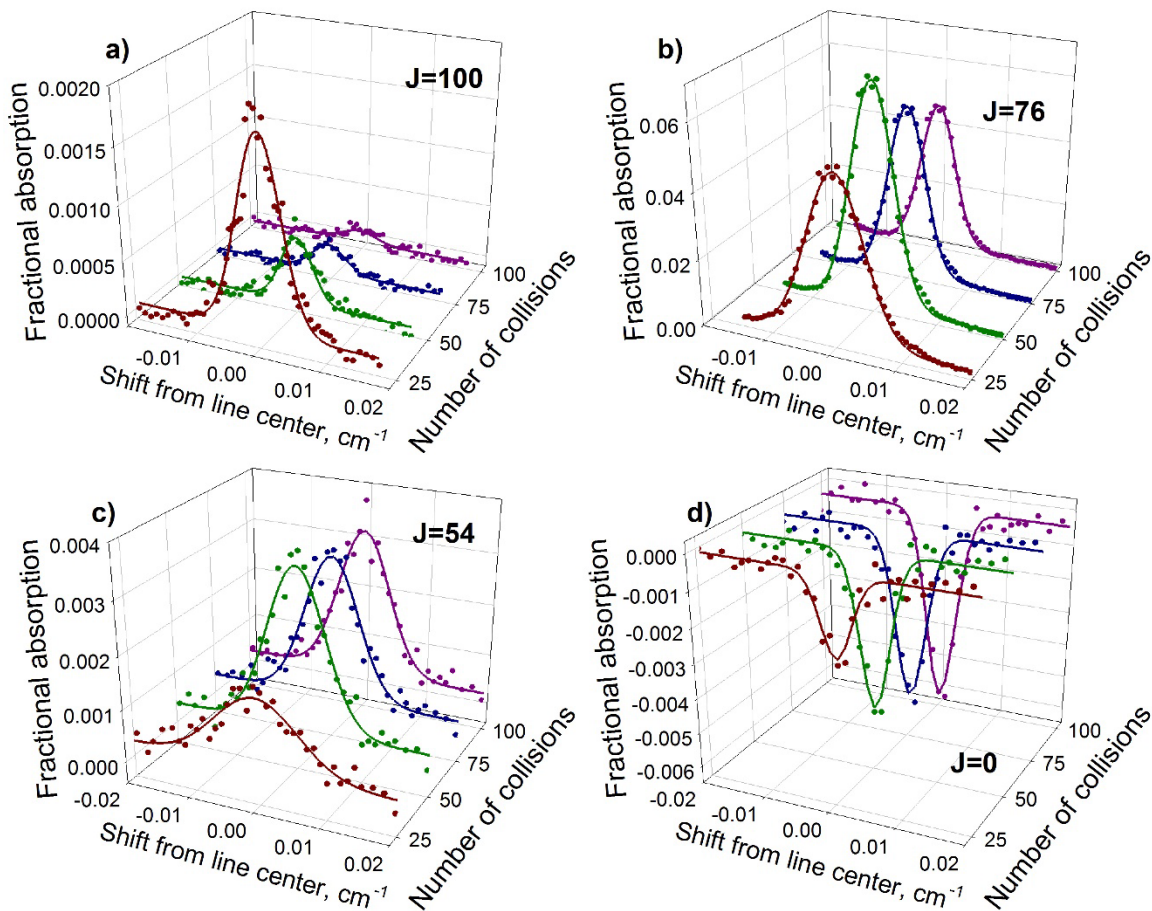 a)
J=100
Fractional absorption
0.0020
0.0015
0.0010
0.0005
0.0000
-0.01
0.00
0.01
0.02
Shift from line center, cm-1
25
50
75
100
Number of collisions
b)
J=76
Fractional absorption
0.06
0.04
0.02
0.00
-0.01
0.00
0.01
0.02
Shift from line center, cm-1
25
50
75
100
Number of collisions
c)
J=54
Fractional absorption
0.004
0.003
0.002
0.001
0.000
-0.02
-0.01
0.00
0.01
0.02
Shift from line center, cm-1
25
50
75
100
Number of collisions
d)
J=0
Fractional absorption
0.000
-0.001
-0.002
-0.003
-0.004
-0.005
-0.006
-0.02
-0.01
0.00
0.01
0.02
Shift from line center, cm-1
25
50
75
100
Number of collisions